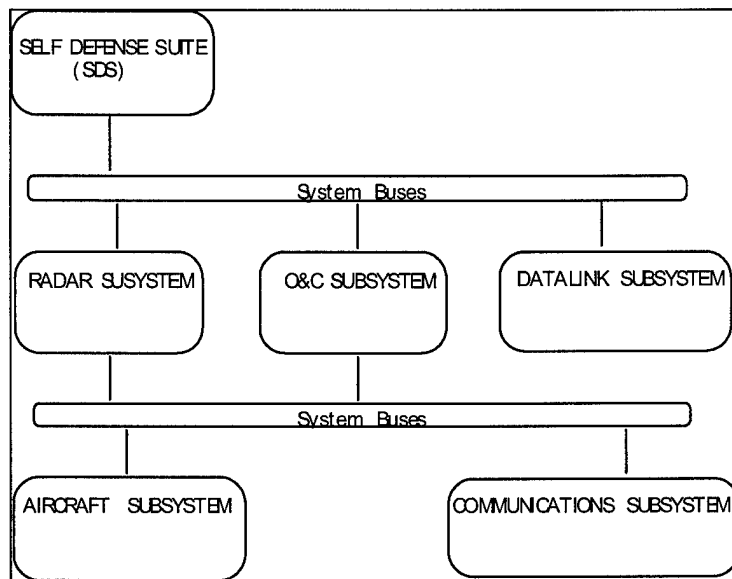 SELF DEFENSE SUITE
(SDS)
System Buses
RADAR SUSYSTEM
O&C SUBSYSTEM
DATALINK SUBSYSTEM
System Buses
AIRCRAFT SUBSYSTEM
COMMUNICATIONS SUBSYSTEM